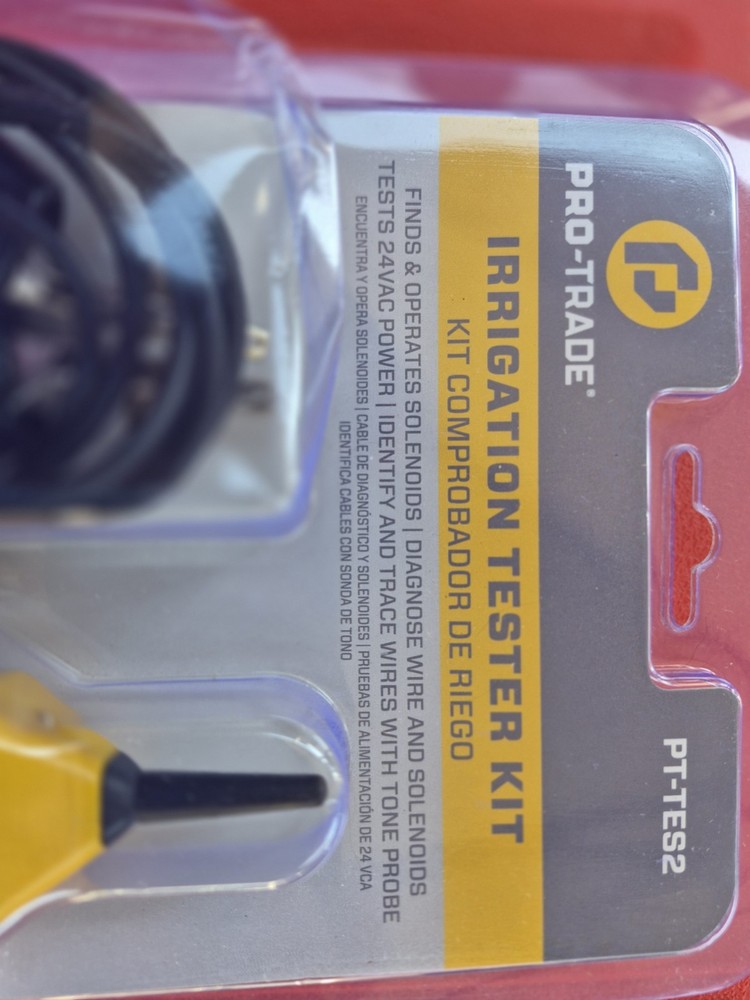 PRO-TRADE®
PT-TES2
IRRIGATION TESTER KIT
KIT COMPROBADOR DE RIEGO
FINDS & OPERATES SOLENOIDS | DIAGNOSE WIRE AND SOLENOIDS
TESTS 24VAC POWER | IDENTIFY AND TRACE WIRES WITH TONE PROBE
ENCUENTRA Y OPERA SOLENOIDES | CABLE DE DIAGNÓSTICO Y SOLENOIDES | PRUEBAS DE ALIMENTACIÓN DE 24 VCA
IDENTIFICA CABLES CON SONDA DE TONO